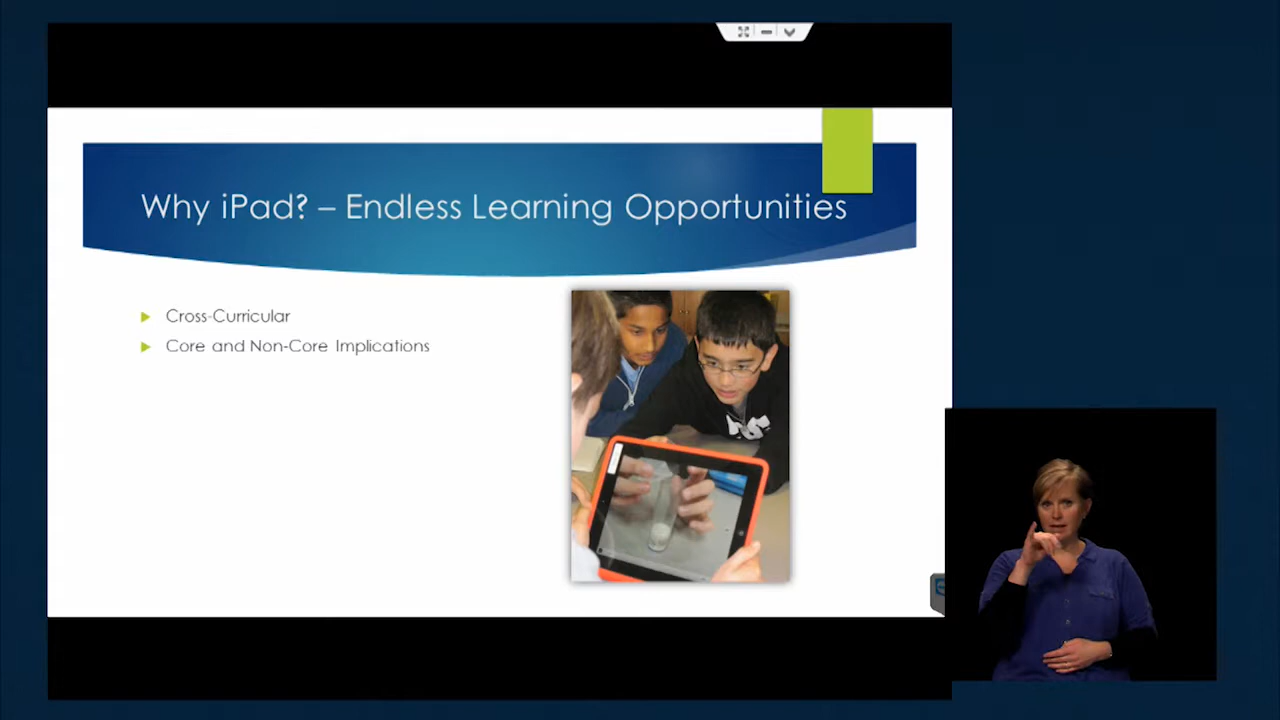 Why iPad? – Endless Learning Opportunities
Cross-Curricular
Core and Non-Core Implications